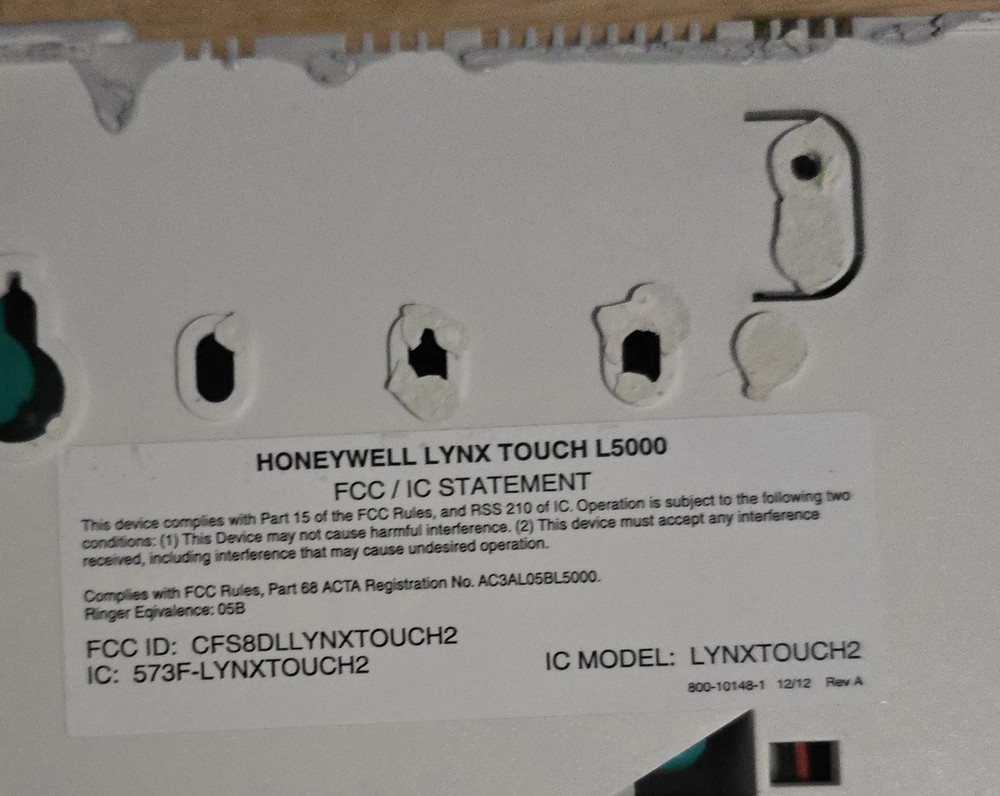 HONEYWELL LYNX TOUCH L5000
FCC / IC STATEMENT
This device complies with Part 15 of the FCC Rules, and RSS 210 of IC. Operation is subject to the following two
conditions: (1) This Device may not cause harmful interference. (2) This device must accept any interference
received, including interference that may cause undesired operation.
Complies with FCC Rules, Part 68 ACTA Registration No. AC3AL05BL5000.
Ringer Eqivalence: 05B
FCC ID: CFS8DLLYNXTOUCH2
IC: 573F-LYNXTOUCH2
IC MODEL: LYNXTOUCH2
800-10148-1 12/12 Rev A